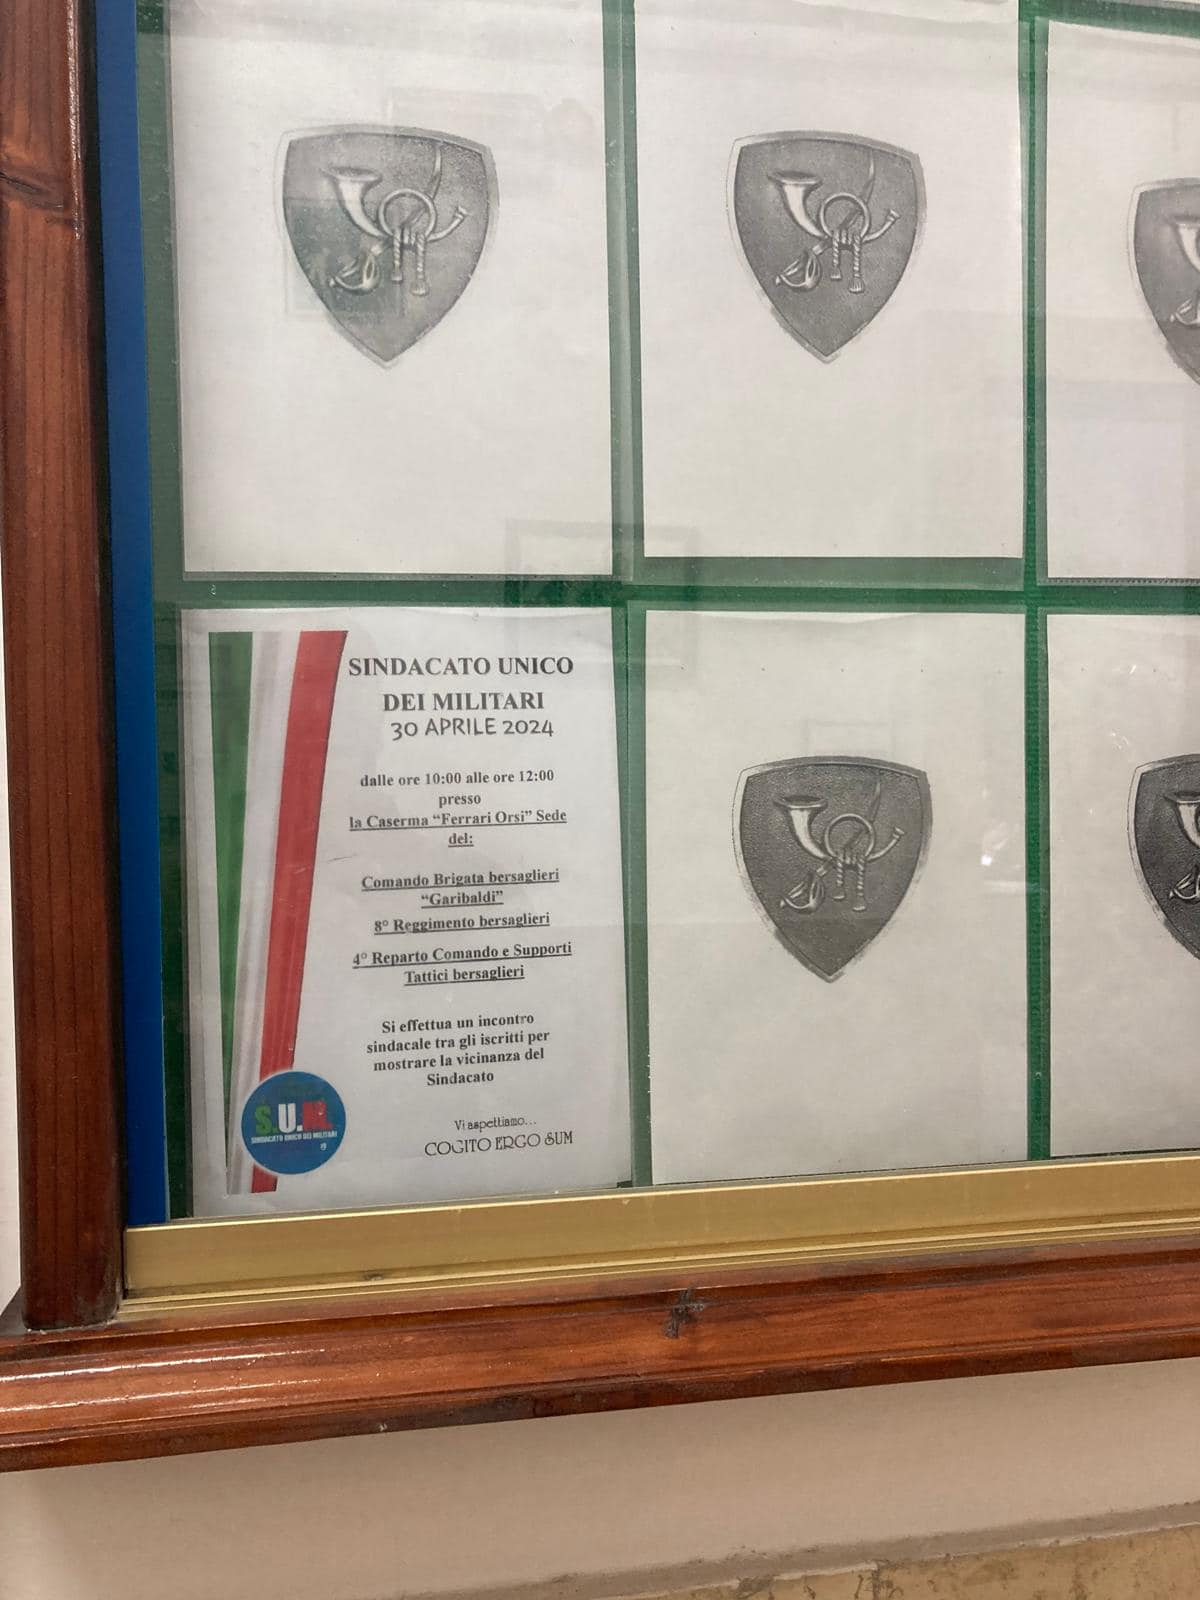 SINDACATO UNICO
DEI MILITARI
30 APRILE 2024
dalle ore 10:00 alle ore 12:00
presso
la Caserma “Ferrari Orsi” Sede
del:
Comando Brigata bersaglieri
“Garibaldi”
8° Reggimento bersaglieri
4° Reparto Comando e Supporti
Tattici bersaglieri
Si effettua un incontro
sindacale tra gli iscritti per
mostrare la vicinanza del
Sindacato
Vi aspettiamo...
COGITO ERGO SUM
S.U.M.
SINDACATO UNICO DEI MILITARI